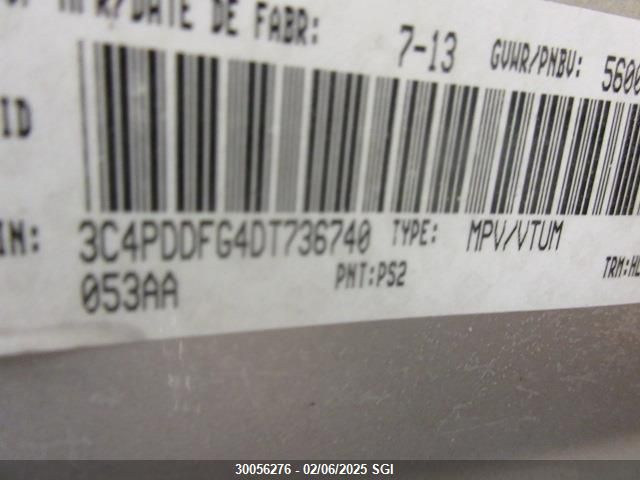 MFR/DATE DE FABR: 7-13 GVWR/PNBV: 5600
ID
IN: 3C4PDDFG4DT736740 TYPE: MPV/VTUM
053AA PNT:PS2 TRM:HL
30056276 - 02/06/2025 SGI